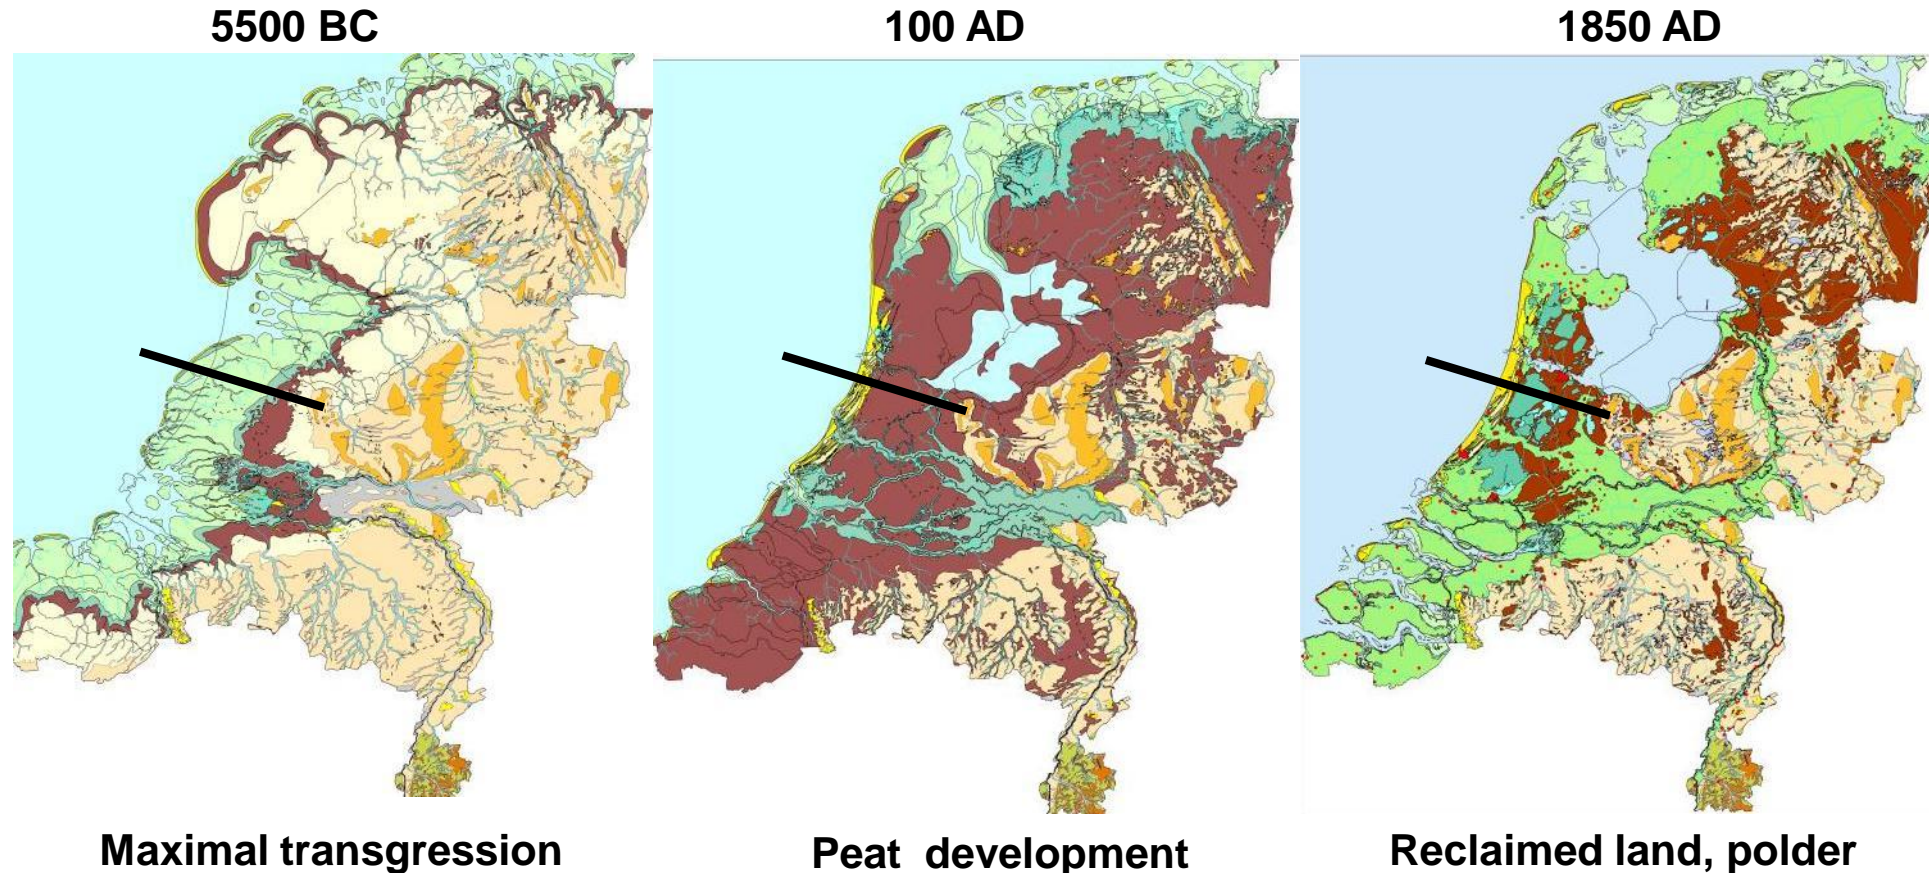 5500 BC
100 AD
1850 AD
Maximal transgression
Peat development
Reclaimed land, polder